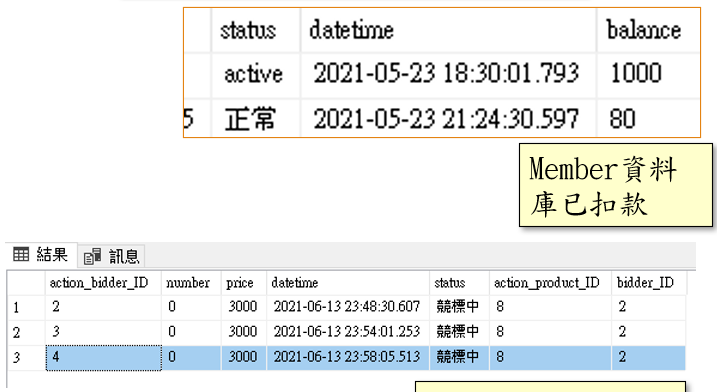 status datetime balance
active 2021-05-23 18:30:01.793 1000
5 正常 2021-05-23 21:24:30.597 80
Member資料
庫已扣款
結果 訊息
action_bidder_ID number price datetime status action_product_ID bidder_ID
1 2 0 3000 2021-06-13 23:48:30.607 競標中 8 2
2 3 0 3000 2021-06-13 23:54:01.253 競標中 8 2
3 4 0 3000 2021-06-13 23:58:05.513 競標中 8 2